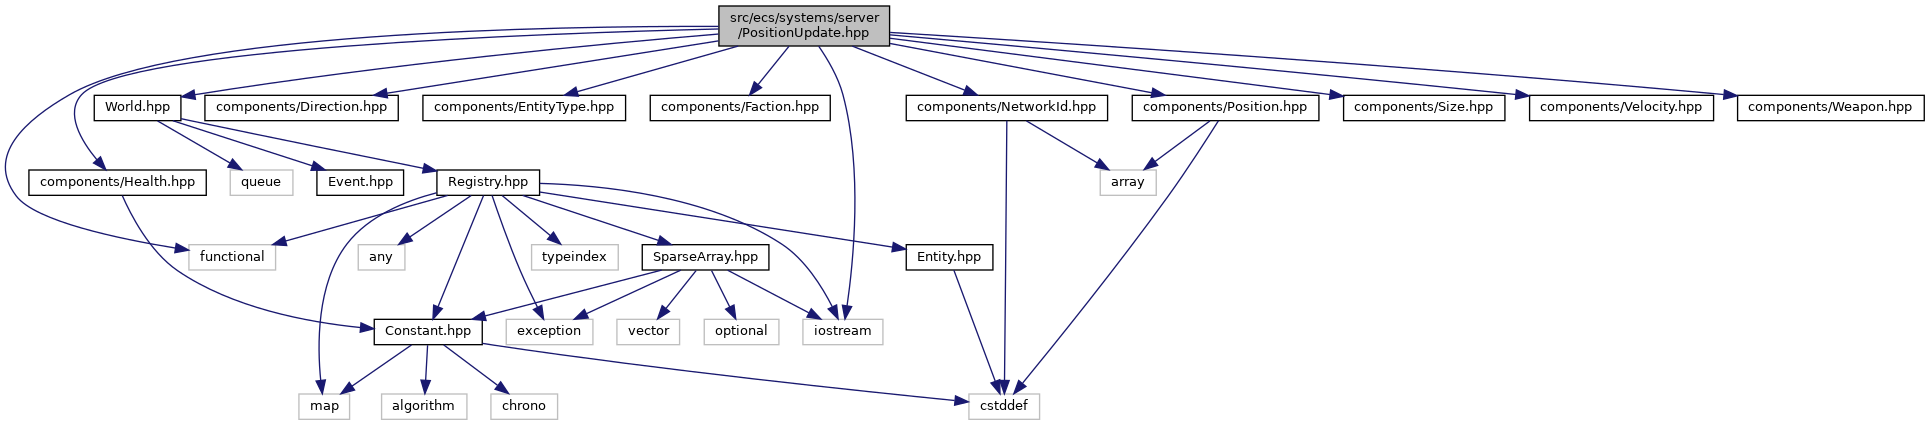 src/ecs/systems/server
/PositionUpdate.hpp
World.hpp
components/Direction.hpp
components/EntityType.hpp
components/Faction.hpp
components/NetworkId.hpp
components/Position.hpp
components/Size.hpp
components/Velocity.hpp
components/Weapon.hpp
components/Health.hpp
queue
Event.hpp
Registry.hpp
array
functional
any
typeindex
SparseArray.hpp
Entity.hpp
Constant.hpp
exception
vector
optional
iostream
map
algorithm
chrono
cstddef